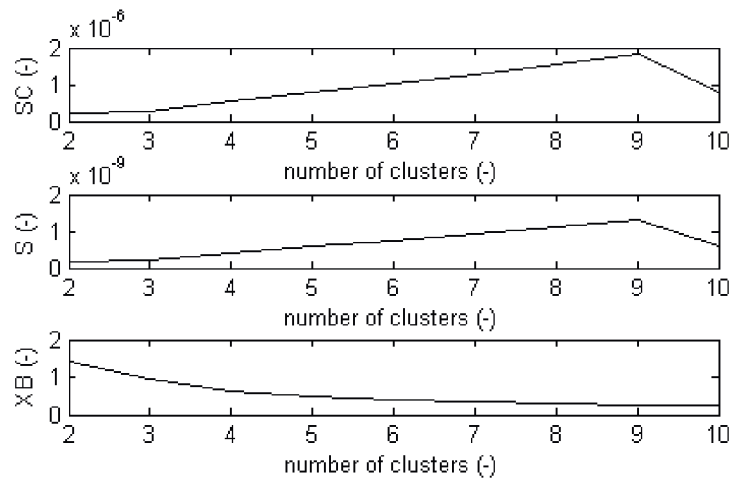 x 10-6
2
1
0
SC (-)
2 3 4 5 6 7 8 9 10
number of clusters (-)
x 10-9
2
1
0
S (-)
2 3 4 5 6 7 8 9 10
number of clusters (-)
2
1
0
XB (-)
2 3 4 5 6 7 8 9 10
number of clusters (-)